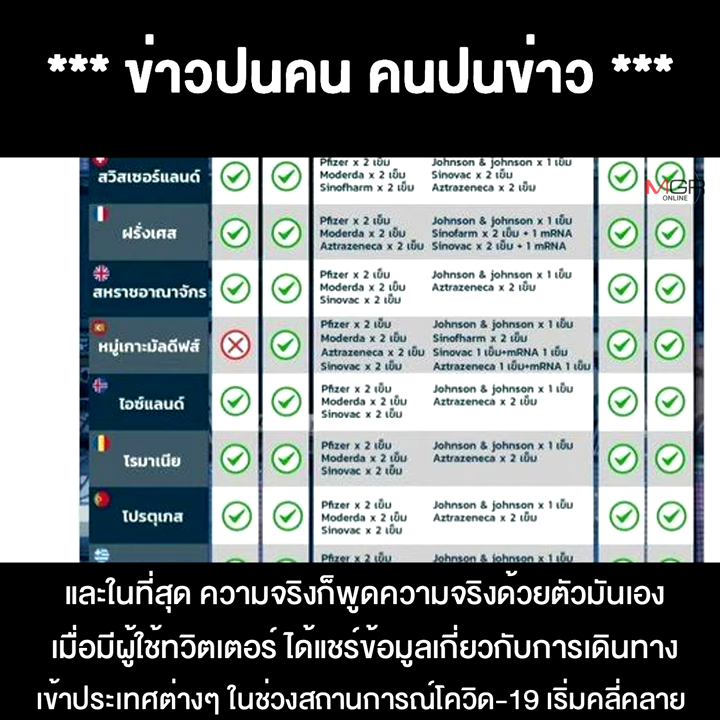 *** ข่าวปนคน คนปนข่าว ***
MGR
ONLINE
สวิสเซอร์แลนด์
Pfizer x 2 เข็ม
Moderda x 2 เข็ม
Sinofharm x 2 เข็ม
Johnson & johnson x 1 เข็ม
Sinovac x 2 เข็ม
Aztrazeneca x 2 เข็ม
ฝรั่งเศส
Pfizer x 2 เข็ม
Moderda x 2 เข็ม
Aztrazeneca x 2 เข็ม
Johnson & johnson x 1 เข็ม
Sinofarm x 2 เข็ม + 1 mRNA
Sinovac x 2 เข็ม + 1 mRNA
สหราชอาณาจักร
Pfizer x 2 เข็ม
Moderda x 2 เข็ม
Sinovac x 2 เข็ม
Johnson & johnson x 1 เข็ม
Aztrazeneca x 2 เข็ม
หมู่เกาะมัลดีฟส์
Pfizer x 2 เข็ม
Moderda x 2 เข็ม
Aztrazeneca x 2 เข็ม
Sinovac x 2 เข็ม
Johnson & johnson x 1 เข็ม
Sinofharm x 2 เข็ม
Sinovac 1 เข็ม+mRNA 1 เข็ม
Aztrazeneca 1 เข็ม+mRNA 1 เข็ม
ไอซ์แลนด์
Pfizer x 2 เข็ม
Moderda x 2 เข็ม
Sinovac x 2 เข็ม
Johnson & johnson x 1 เข็ม
Aztrazeneca x 2 เข็ม
โรมาเนีย
Pfizer x 2 เข็ม
Moderda x 2 เข็ม
Sinovac x 2 เข็ม
Johnson & johnson x 1 เข็ม
Aztrazeneca x 2 เข็ม
โปรตุเกส
Pfizer x 2 เข็ม
Moderda x 2 เข็ม
Sinovac x 2 เข็ม
Johnson & johnson x 1 เข็ม
Aztrazeneca x 2 เข็ม
Pfizer x 2 เข็ม
Johnson & johnson x 1 เข็ม
และในที่สุด ความจริงก็พูดความจริงด้วยตัวมันเอง
เมื่อมีผู้ใช้ทวิตเตอร์ ได้แชร์ข้อมูลเกี่ยวกับการเดินทาง
เข้าประเทศต่างๆ ในช่วงสถานการณ์โควิด-19 เริ่มคลี่คลาย